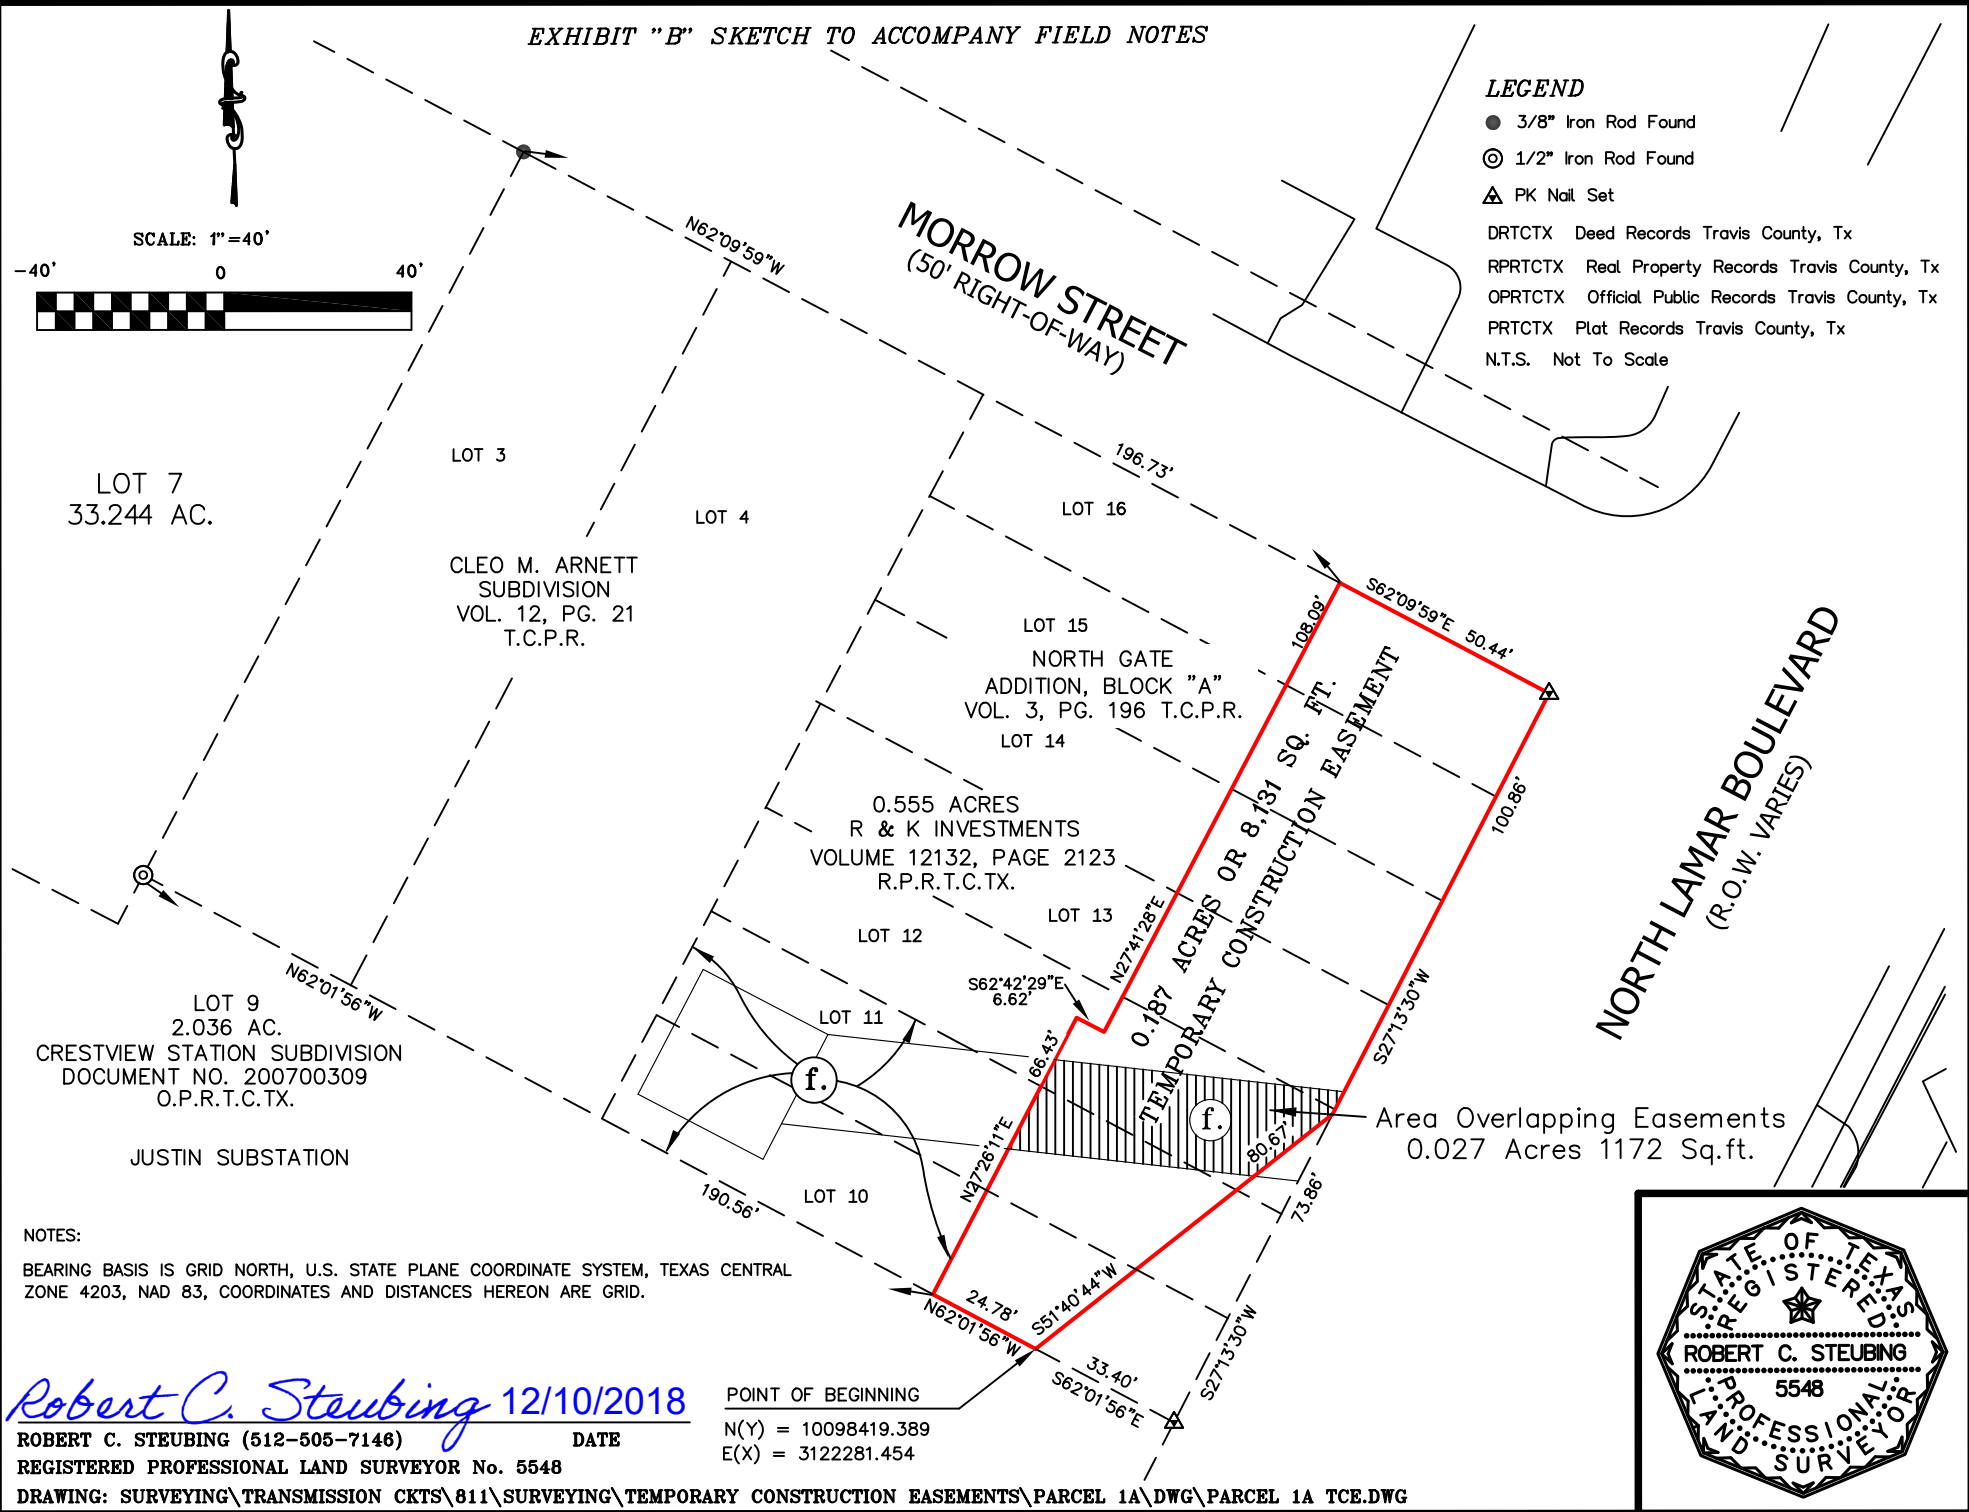 EXHIBIT "B" SKETCH TO ACCOMPANY FIELD NOTES
SCALE: 1"=40'
-40' 0 40'
LEGEND
3/8" Iron Rod Found
1/2" Iron Rod Found
PK Nail Set
DRTCTX Deed Records Travis County, Tx
RPRTCTX Real Property Records Travis County, Tx
OPRTCTX Official Public Records Travis County, Tx
PRTCTX Plat Records Travis County, Tx
N.T.S. Not To Scale
N62°09'59"W
MORROW STREET
(50' RIGHT-OF-WAY)
196.73'
LOT 7
33.244 AC.
LOT 3
LOT 4
CLEO M. ARNETT
SUBDIVISION
VOL. 12, PG. 21
T.C.P.R.
LOT 16
LOT 15
NORTH GATE
ADDITION, BLOCK "A"
VOL. 3, PG. 196 T.C.P.R.
LOT 14
0.555 ACRES
R & K INVESTMENTS
VOLUME 12132, PAGE 2123
R.P.R.T.C.TX.
LOT 13
LOT 12
LOT 11
LOT 10
S62°09'59"E 50.44'
108.09'
N27°41'28"E
0.187 ACRES OR 8,131 SQ. FT.
TEMPORARY CONSTRUCTION EASEMENT
100.86'
S27°13'30"W
NORTH LAMAR BOULEVARD
(R.O.W. VARIES)
S62°42'29"E
6.62'
66.43'
N27°26'11"E
f.
f.
80.67'
S51°40'44"W
Area Overlapping Easements
0.027 Acres 1172 Sq.ft.
73.86'
S27°13'30"W
N62°01'56"W
190.56'
24.78'
N62°01'56"W
33.40'
S62°01'56"E
LOT 9
2.036 AC.
CRESTVIEW STATION SUBDIVISION
DOCUMENT NO. 200700309
O.P.R.T.C.TX.
JUSTIN SUBSTATION
NOTES:
BEARING BASIS IS GRID NORTH, U.S. STATE PLANE COORDINATE SYSTEM, TEXAS CENTRAL
ZONE 4203, NAD 83, COORDINATES AND DISTANCES HEREON ARE GRID.
Robert C. Steubing 12/10/2018
ROBERT C. STEUBING (512-505-7146) DATE
REGISTERED PROFESSIONAL LAND SURVEYOR No. 5548
DRAWING: SURVEYING\TRANSMISSION CKTS\811\SURVEYING\TEMPORARY CONSTRUCTION EASEMENTS\PARCEL 1A\DWG\PARCEL 1A TCE.DWG
POINT OF BEGINNING
N(Y) = 10098419.389
E(X) = 3122281.454
STATE OF TEXAS
REGISTERED
ROBERT C. STEUBING
5548
PROFESSIONAL
LAND SURVEYOR